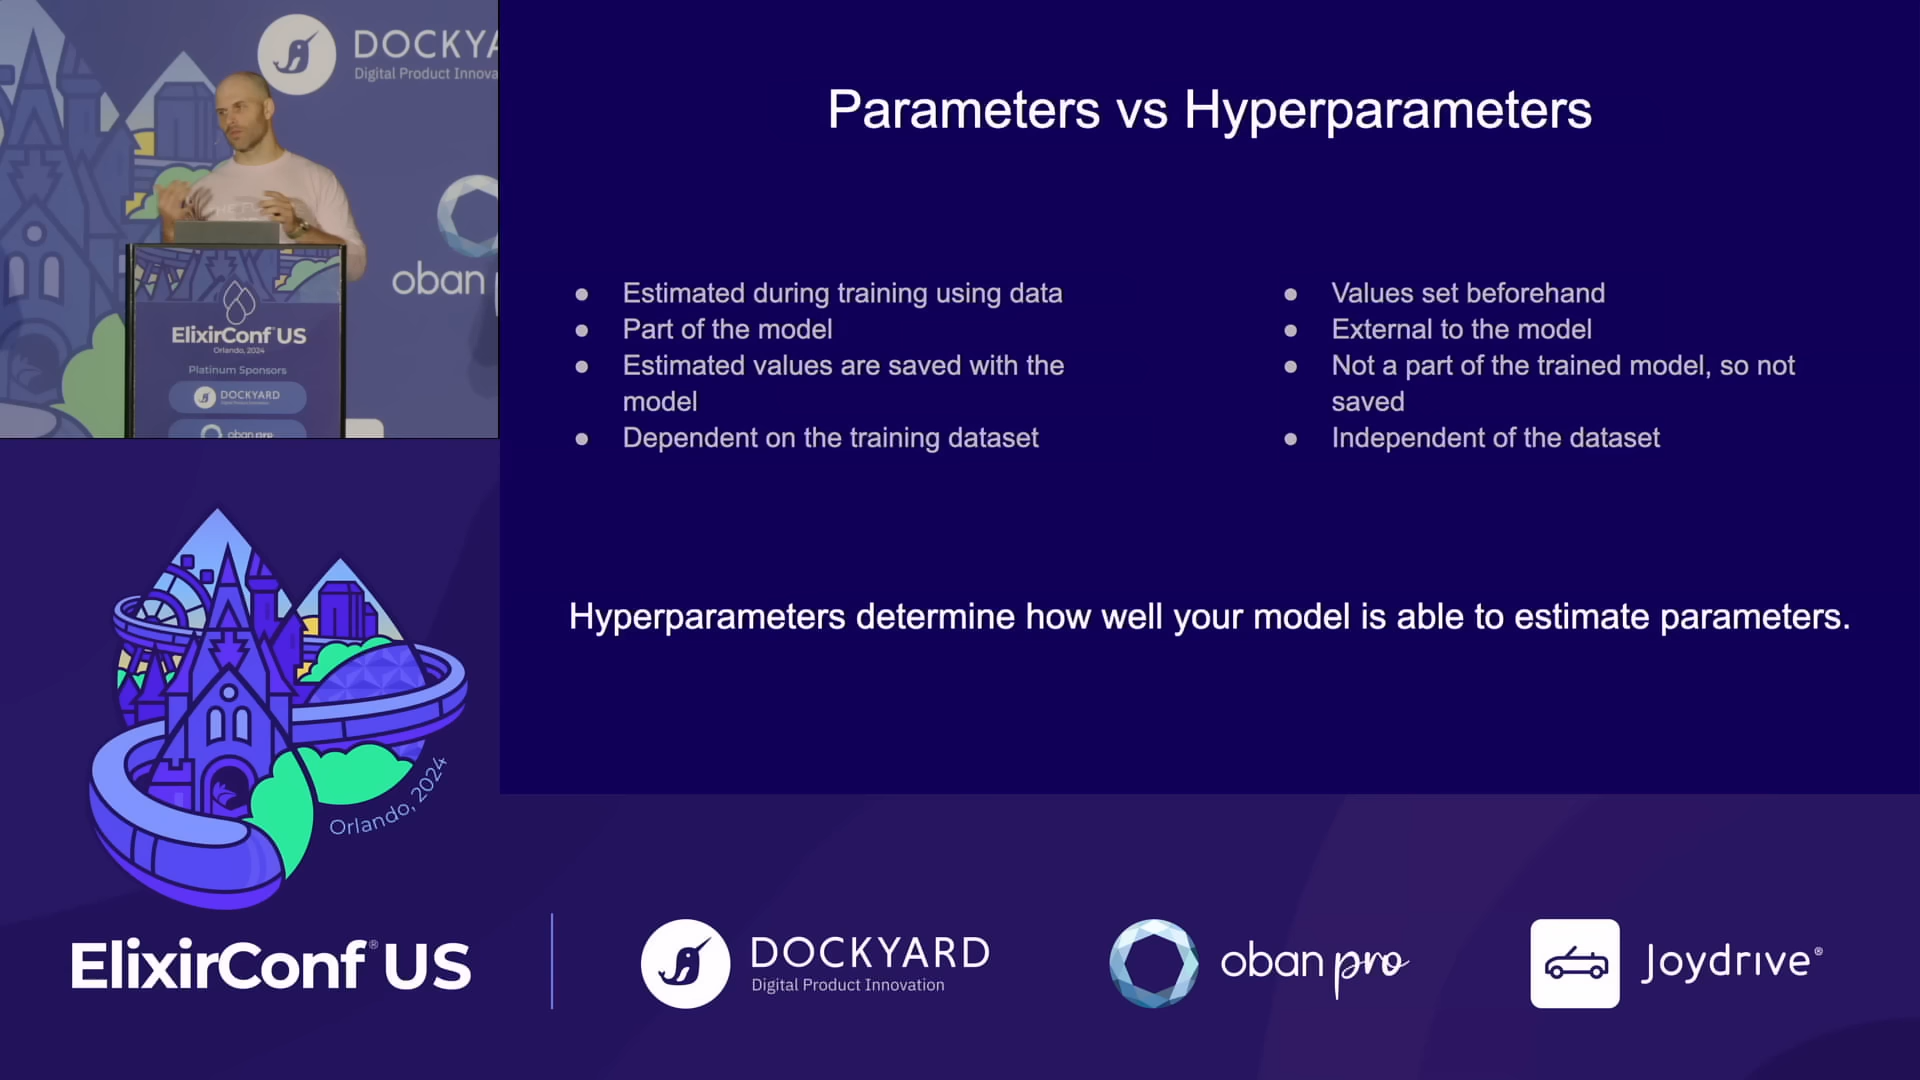 DOCKYA
Digital Product Innova
oban
ElixirConf US
Orlando, 2024
Platinum Sponsors
DOCKYARD
oban pro
Parameters vs Hyperparameters
● Estimated during training using data
● Part of the model
● Estimated values are saved with the
model
● Dependent on the training dataset
● Values set beforehand
● External to the model
● Not a part of the trained model, so not
saved
● Independent of the dataset
Hyperparameters determine how well your model is able to estimate parameters.
Orlando, 2024
ElixirConf® US
DOCKYARD
Digital Product Innovation
oban pro
Joydrive®